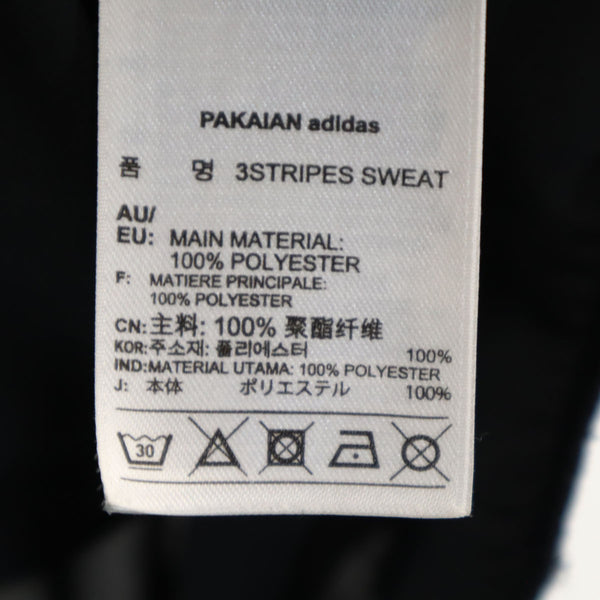 PAKAIAN adidas
품 명 3STRIPES SWEAT
AU/
EU: MAIN MATERIAL:
100% POLYESTER
F: MATIERE PRINCIPALE:
100% POLYESTER
CN:主料: 100% 聚酯纤维
KOR:주소재: 폴리에스터 100%
IND:MATERIAL UTAMA: 100% POLYESTER
J: 本体 ポリエステル 100%
30